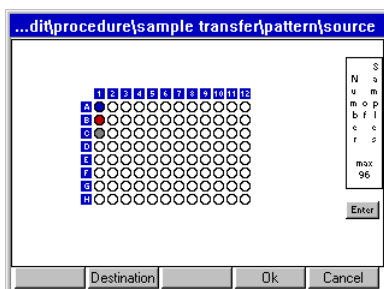 ...dit\procedure\sample transfer\pattern\source
Number of Samples
max
96
1 2 3 4 5 6 7 8 9 10 11 12
A
B
C
D
E
F
G
H
Enter
Destination Ok Cancel